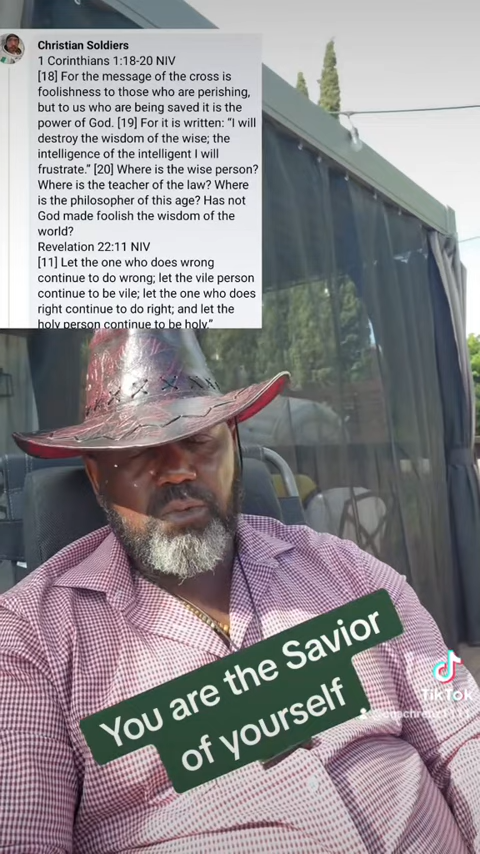 Christian Soldiers
1 Corinthians 1:18-20 NIV
[18] For the message of the cross is
foolishness to those who are perishing,
but to us who are being saved it is the
power of God. [19] For it is written: “I will
destroy the wisdom of the wise; the
intelligence of the intelligent I will
frustrate.” [20] Where is the wise person?
Where is the teacher of the law? Where
is the philosopher of this age? Has not
God made foolish the wisdom of the
world?
Revelation 22:11 NIV
[11] Let the one who does wrong
continue to do wrong; let the vile person
continue to be vile; let the one who does
right continue to do right; and let the
holy person continue to be holy.”
You are the Savior
of yourself
TikTok